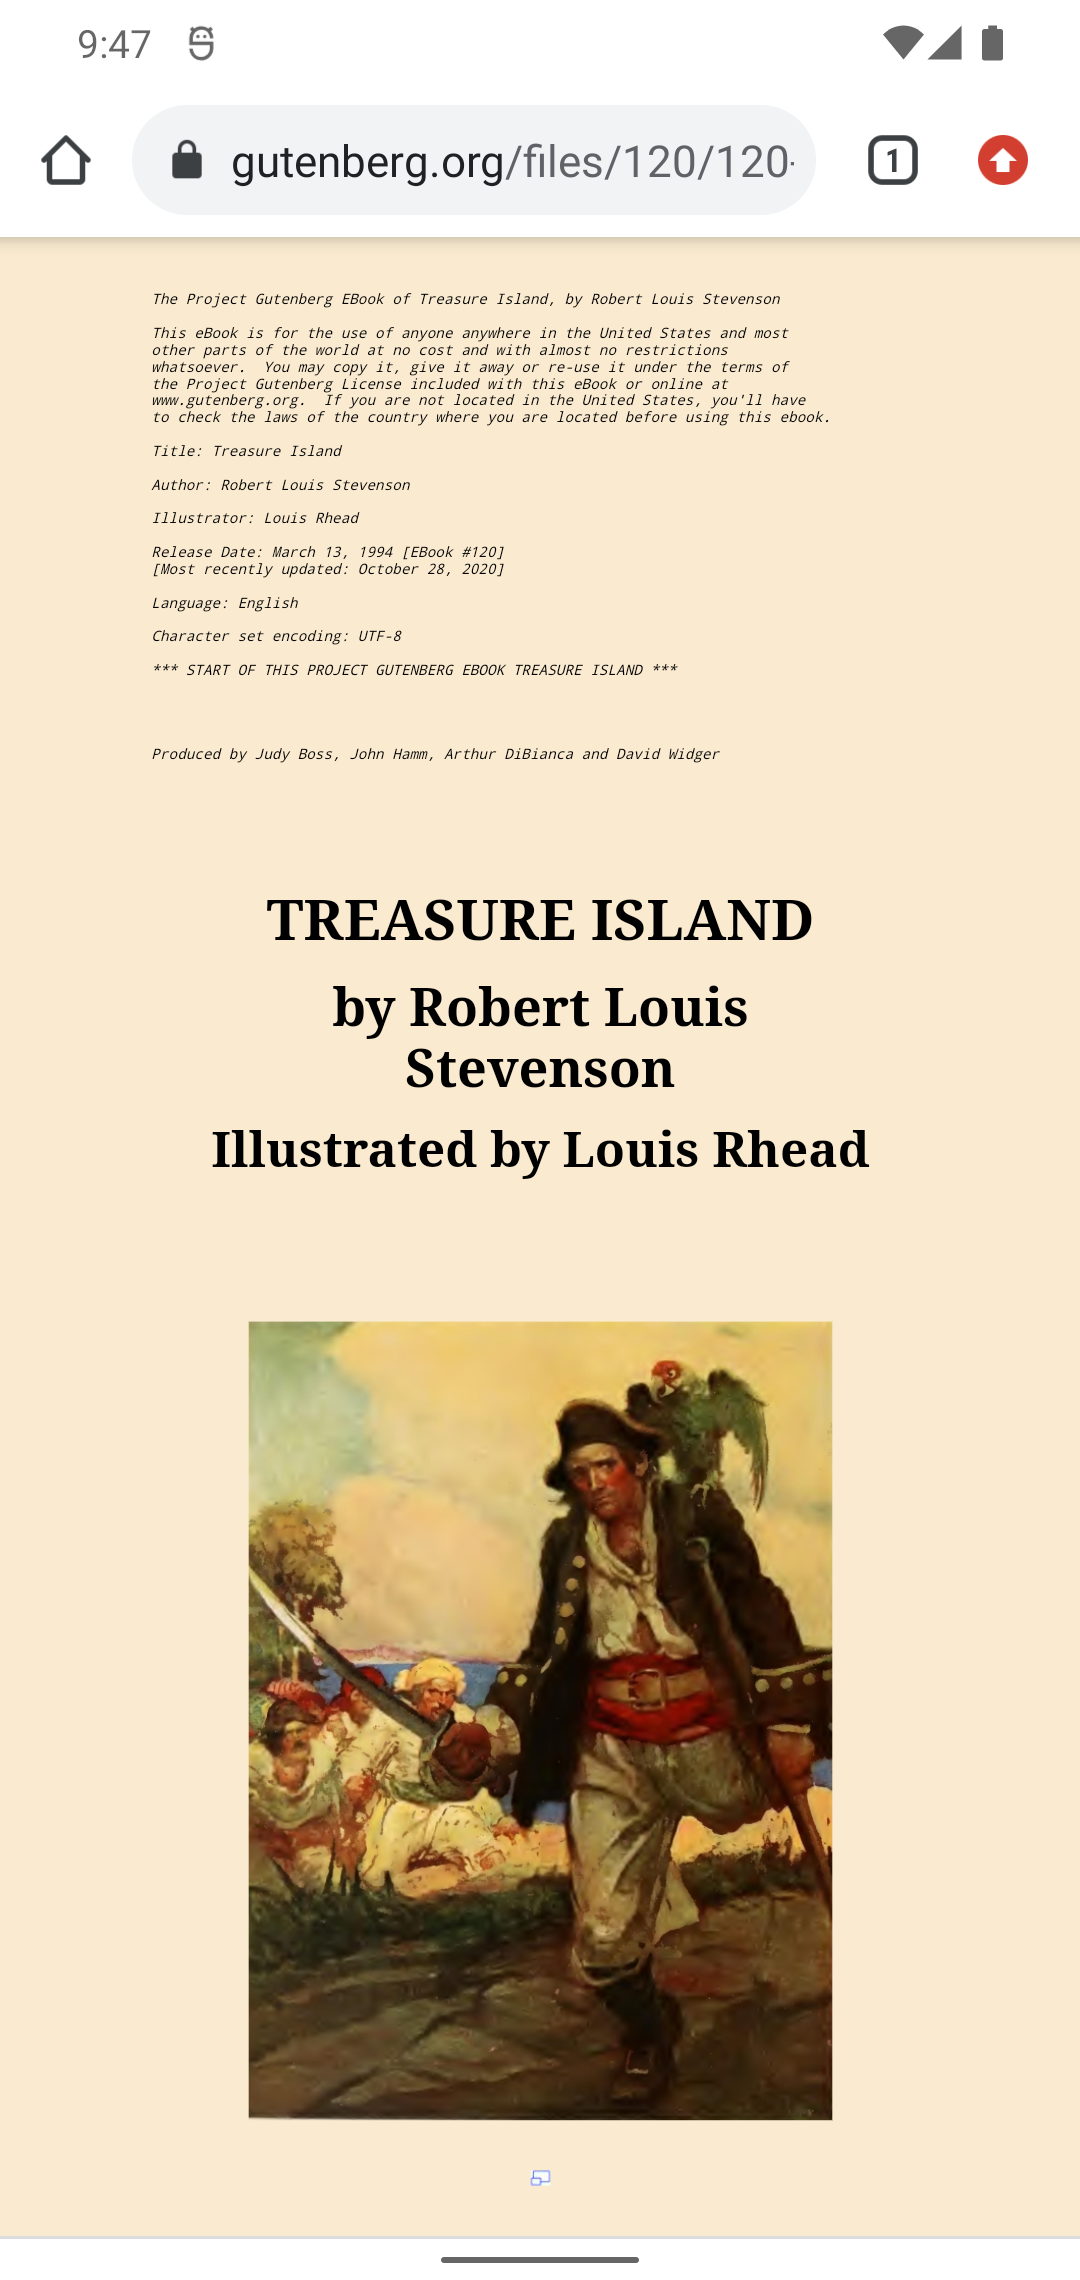 9:47
gutenberg.org/files/120/120-
1
The Project Gutenberg EBook of Treasure Island, by Robert Louis Stevenson
This eBook is for the use of anyone anywhere in the United States and most
other parts of the world at no cost and with almost no restrictions
whatsoever.  You may copy it, give it away or re-use it under the terms of
the Project Gutenberg License included with this eBook or online at
www.gutenberg.org.  If you are not located in the United States, you'll have
to check the laws of the country where you are located before using this ebook.
Title: Treasure Island
Author: Robert Louis Stevenson
Illustrator: Louis Rhead
Release Date: March 13, 1994 [EBook #120]
[Most recently updated: October 28, 2020]
Language: English
Character set encoding: UTF-8
*** START OF THIS PROJECT GUTENBERG EBOOK TREASURE ISLAND ***
Produced by Judy Boss, John Hamm, Arthur DiBianca and David Widger
TREASURE ISLAND
by Robert Louis
Stevenson
Illustrated by Louis Rhead